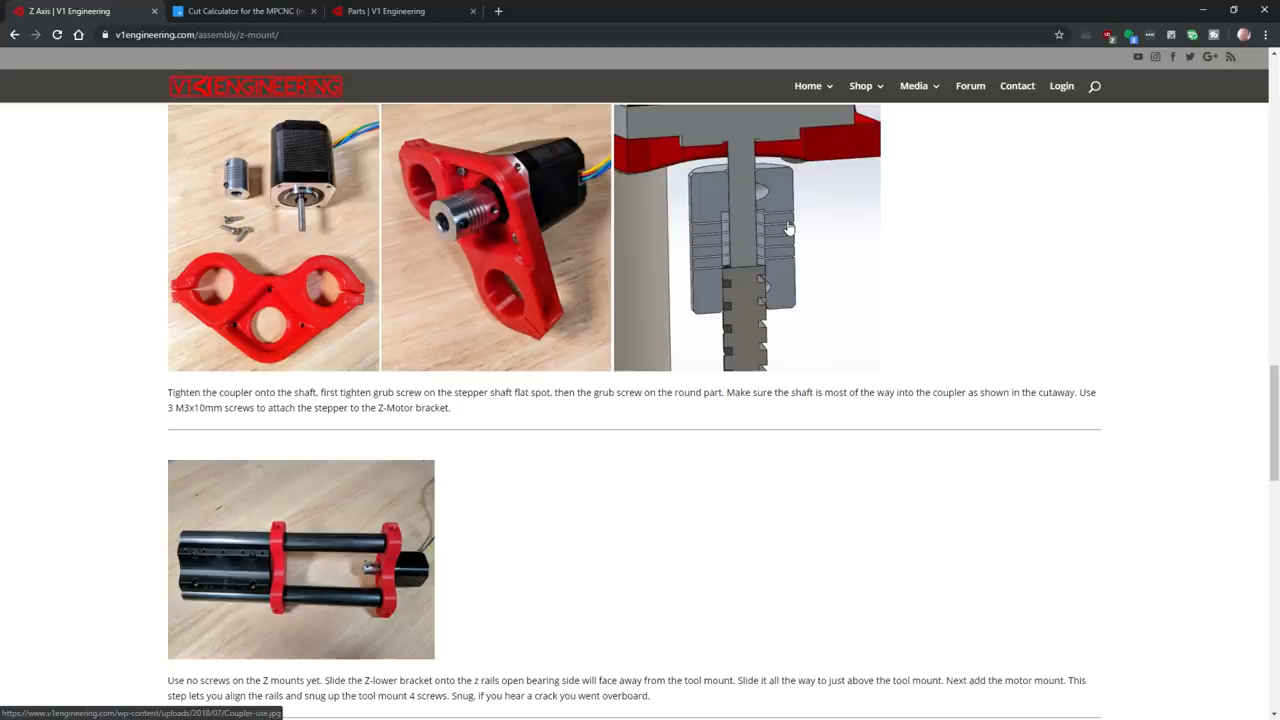 Z Axis | V1 Engineering
Cut Calculator for the MPCNC (m
Parts | V1 Engineering
v1engineering.com/assembly/z-mount/
V1 ENGINEERING
Home
Shop
Media
Forum
Contact
Login
Tighten the coupler onto the shaft, first tighten grub screw on the stepper shaft flat spot, then the grub screw on the round part. Make sure the shaft is most of the way into the coupler as shown in the cutaway. Use
3 M3x10mm screws to attach the stepper to the Z-Motor bracket.
Use no screws on the Z mounts yet. Slide the Z-lower bracket onto the z rails open bearing side will face away from the tool mount. Slide it all the way to just above the tool mount. Next add the motor mount. This
step lets you align the rails and snug up the tool mount 4 screws. Snug, if you hear a crack you went overboard.
https://www.v1engineering.com/wp-content/uploads/2018/07/Coupler-use.jpg